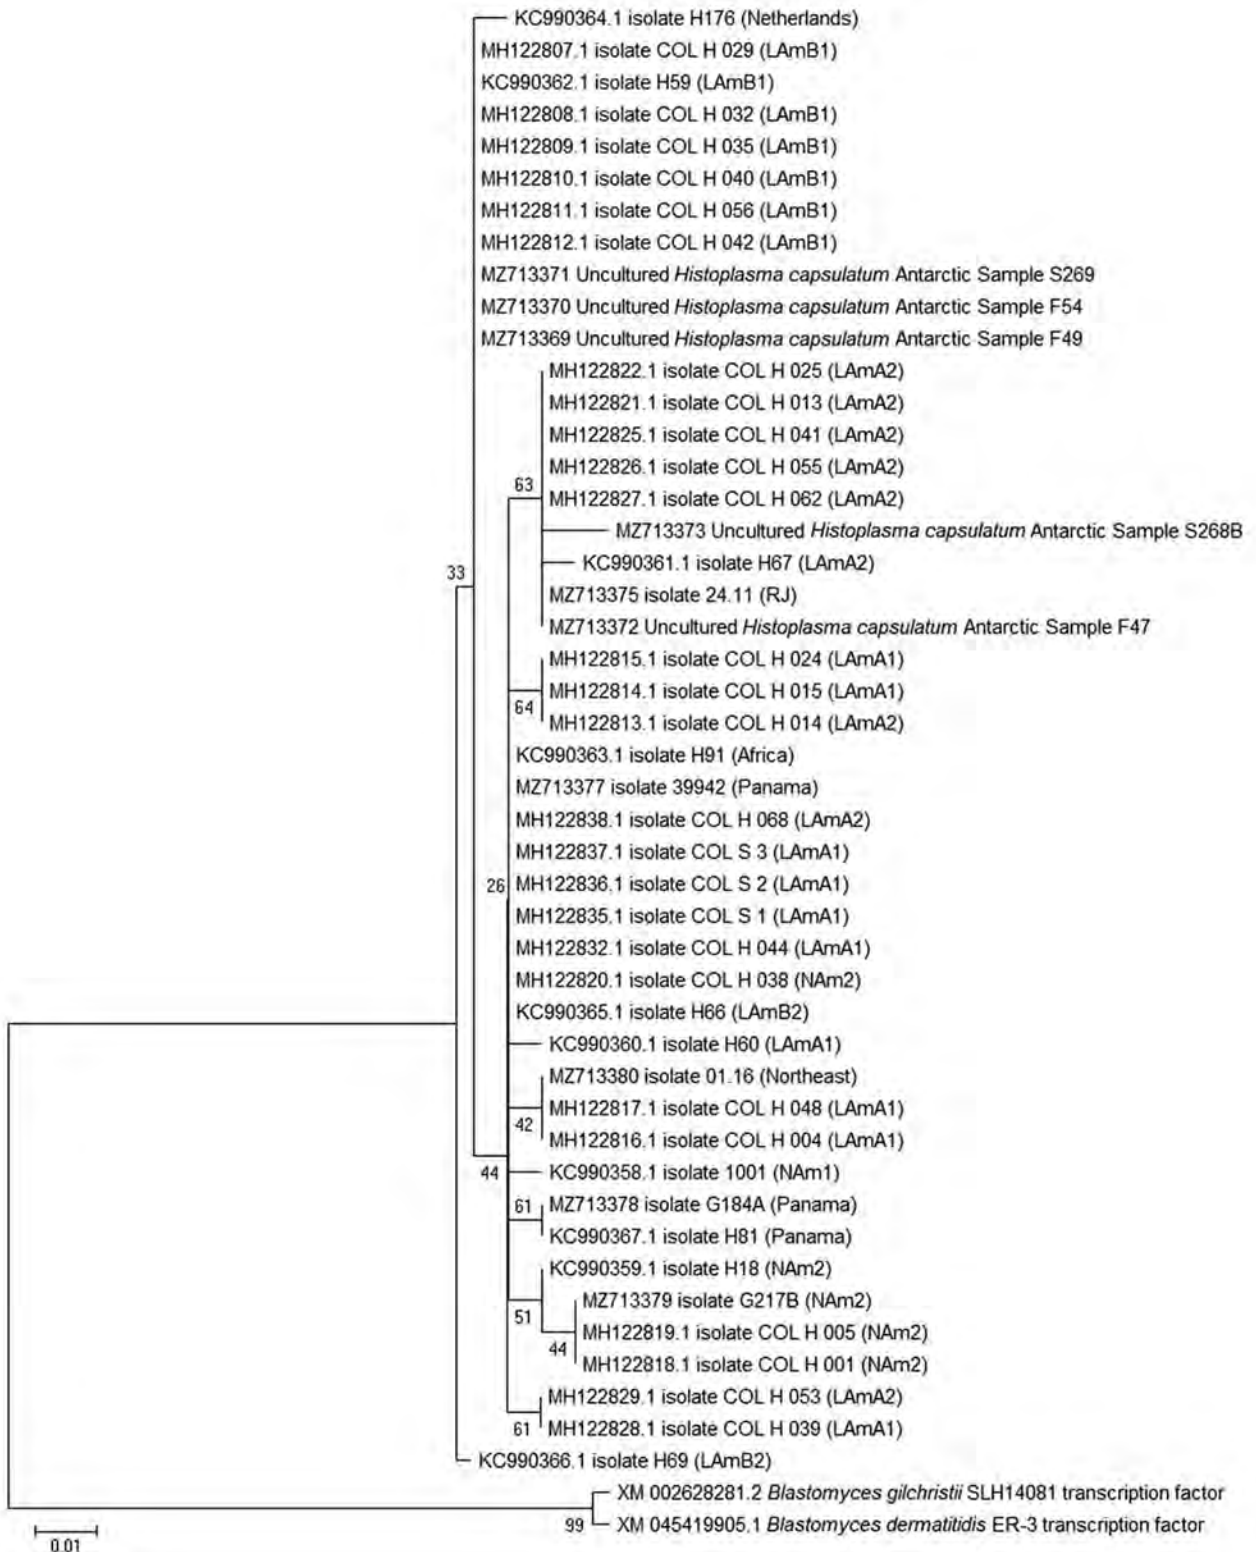 KC990364.1 isolate H176 (Netherlands)
MH122807.1 isolate COL H 029 (LAmB1)
KC990362.1 isolate H59 (LAmB1)
MH122808.1 isolate COL H 032 (LAmB1)
MH122809.1 isolate COL H 035 (LAmB1)
MH122810.1 isolate COL H 040 (LAmB1)
MH122811.1 isolate COL H 056 (LAmB1)
MH122812.1 isolate COL H 042 (LAmB1)
MZ713371 Uncultured Histoplasma capsulatum Antarctic Sample S269
MZ713370 Uncultured Histoplasma capsulatum Antarctic Sample F54
MZ713369 Uncultured Histoplasma capsulatum Antarctic Sample F49
MH122822.1 isolate COL H 025 (LAmA2)
MH122821.1 isolate COL H 013 (LAmA2)
MH122825.1 isolate COL H 041 (LAmA2)
MH122826.1 isolate COL H 055 (LAmA2)
63
MH122827.1 isolate COL H 062 (LAmA2)
MZ713373 Uncultured Histoplasma capsulatum Antarctic Sample S268B
KC990361.1 isolate H67 (LAmA2)
33
MZ713375 isolate 24.11 (RJ)
MZ713372 Uncultured Histoplasma capsulatum Antarctic Sample F47
MH122815.1 isolate COL H 024 (LAmA1)
MH122814.1 isolate COL H 015 (LAmA1)
64
MH122813.1 isolate COL H 014 (LAmA2)
KC990363.1 isolate H91 (Africa)
MZ713377 isolate 39942 (Panama)
MH122838.1 isolate COL H 068 (LAmA2)
MH122837.1 isolate COL S 3 (LAmA1)
26
MH122836.1 isolate COL S 2 (LAmA1)
MH122835.1 isolate COL S 1 (LAmA1)
MH122832.1 isolate COL H 044 (LAmA1)
MH122820.1 isolate COL H 038 (NAm2)
KC990365.1 isolate H66 (LAmB2)
KC990360.1 isolate H60 (LAmA1)
MZ713380 isolate 01.16 (Northeast)
MH122817.1 isolate COL H 048 (LAmA1)
42
MH122816.1 isolate COL H 004 (LAmA1)
44
KC990358.1 isolate 1001 (NAm1)
61
MZ713378 isolate G184A (Panama)
KC990367.1 isolate H81 (Panama)
KC990359.1 isolate H18 (NAm2)
MZ713379 isolate G217B (NAm2)
51
MH122819.1 isolate COL H 005 (NAm2)
44
MH122818.1 isolate COL H 001 (NAm2)
MH122829.1 isolate COL H 053 (LAmA2)
61
MH122828.1 isolate COL H 039 (LAmA1)
KC990366.1 isolate H69 (LAmB2)
XM 002628281.2 Blastomyces gilchristii SLH14081 transcription factor
99
XM 045419905.1 Blastomyces dermatitidis ER-3 transcription factor
0.01